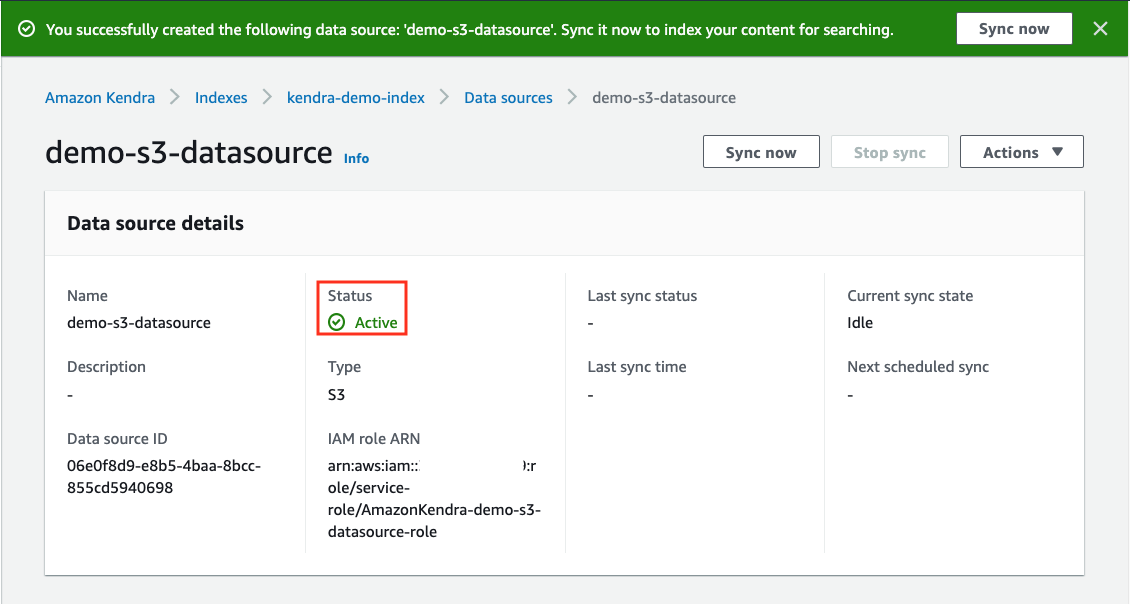 You successfully created the following data source: 'demo-s3-datasource'. Sync it now to index your content for searching.
Sync now
Amazon Kendra
Indexes
kendra-demo-index
Data sources
demo-s3-datasource
demo-s3-datasource Info
Sync now
Stop sync
Actions
Data source details
Name
demo-s3-datasource
Description
-
Data source ID
06e0f8d9-e8b5-4baa-8bcc-
855cd5940698
Status
Active
Type
S3
IAM role ARN
arn:aws:iam:: :r
ole/service-
role/AmazonKendra-demo-s3-
datasource-role
Last sync status
-
Last sync time
-
Current sync state
Idle
Next scheduled sync
-